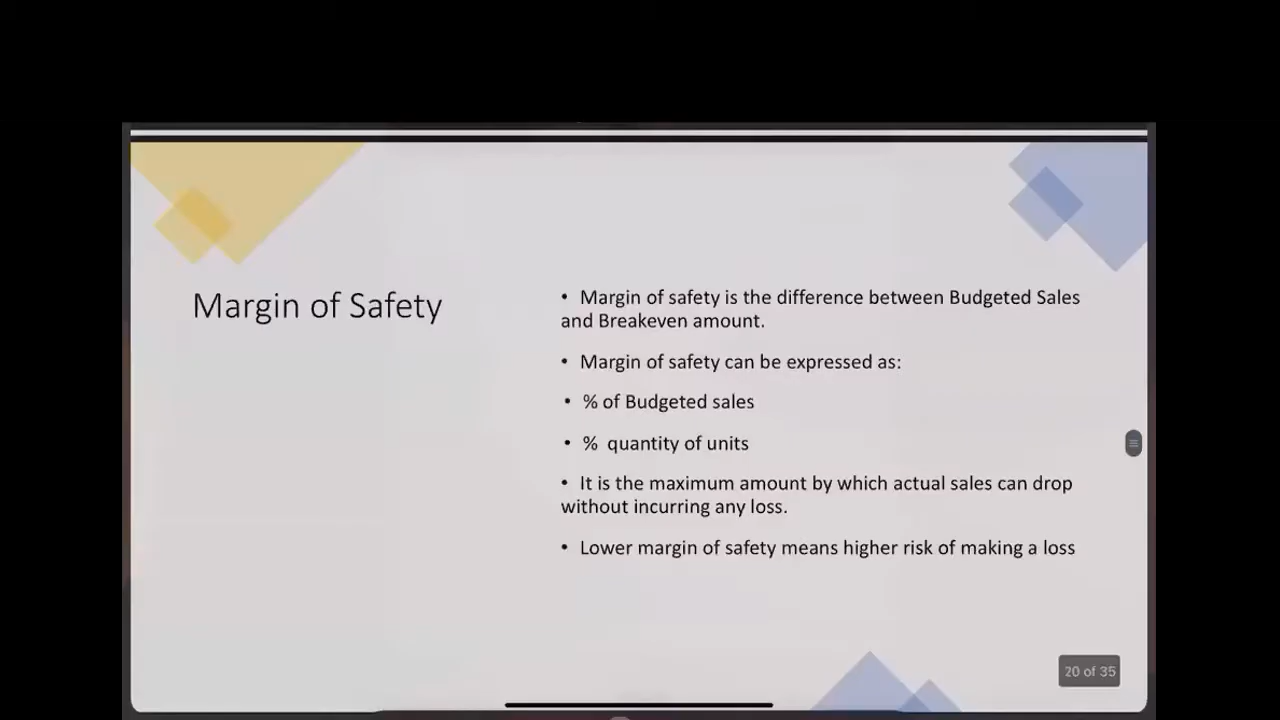 Margin of Safety
• Margin of safety is the difference between Budgeted Sales
and Breakeven amount.
• Margin of safety can be expressed as:
• % of Budgeted sales
• % quantity of units
• It is the maximum amount by which actual sales can drop
without incurring any loss.
• Lower margin of safety means higher risk of making a loss
20 of 35